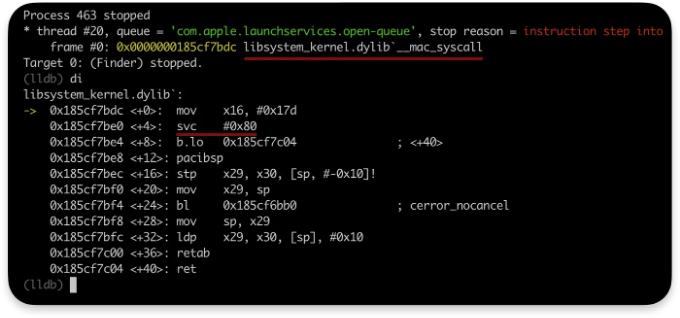 Process 463 stopped
* thread #20, queue = 'com.apple.launchservices.open-queue', stop reason = instruction step into
frame #0: 0x0000000185cf7bdc libsystem_kernel.dylib`__mac_syscall
Target 0: (Finder) stopped.
(lldb) di
libsystem_kernel.dylib`:
-> 0x185cf7bdc <+0>: mov x16, #0x17d
0x185cf7be0 <+4>: svc #0x80
0x185cf7be4 <+8>: b.lo 0x185cf7c04 ; <+40>
0x185cf7be8 <+12>: pacibsp
0x185cf7bec <+16>: stp x29, x30, [sp, #-0x10]!
0x185cf7bf0 <+20>: mov x29, sp
0x185cf7bf4 <+24>: bl 0x185cf6bb0 ; cerror_nocancel
0x185cf7bf8 <+28>: mov sp, x29
0x185cf7bfc <+32>: ldp x29, x30, [sp], #0x10
0x185cf7c00 <+36>: retab
0x185cf7c04 <+40>: ret
(lldb)